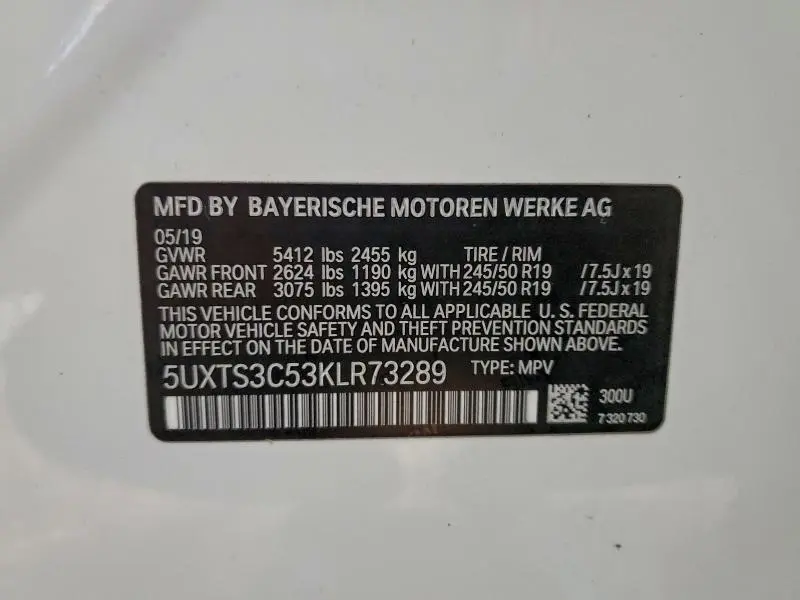 MFD BY BAYERISCHE MOTOREN WERKE AG
05/19
GVWR 5412 lbs 2455 kg TIRE / RIM
GAWR FRONT 2624 lbs 1190 kg WITH 245/50 R19 /7.5J x 19
GAWR REAR 3075 lbs 1395 kg WITH 245/50 R19 /7.5J x 19
THIS VEHICLE CONFORMS TO ALL APPLICABLE U. S. FEDERAL
MOTOR VEHICLE SAFETY AND THEFT PREVENTION STANDARDS
IN EFFECT ON THE DATE OF MANUFACTURE SHOWN ABOVE
5UXTS3C53KLR73289 TYPE: MPV
300U
7 320 730